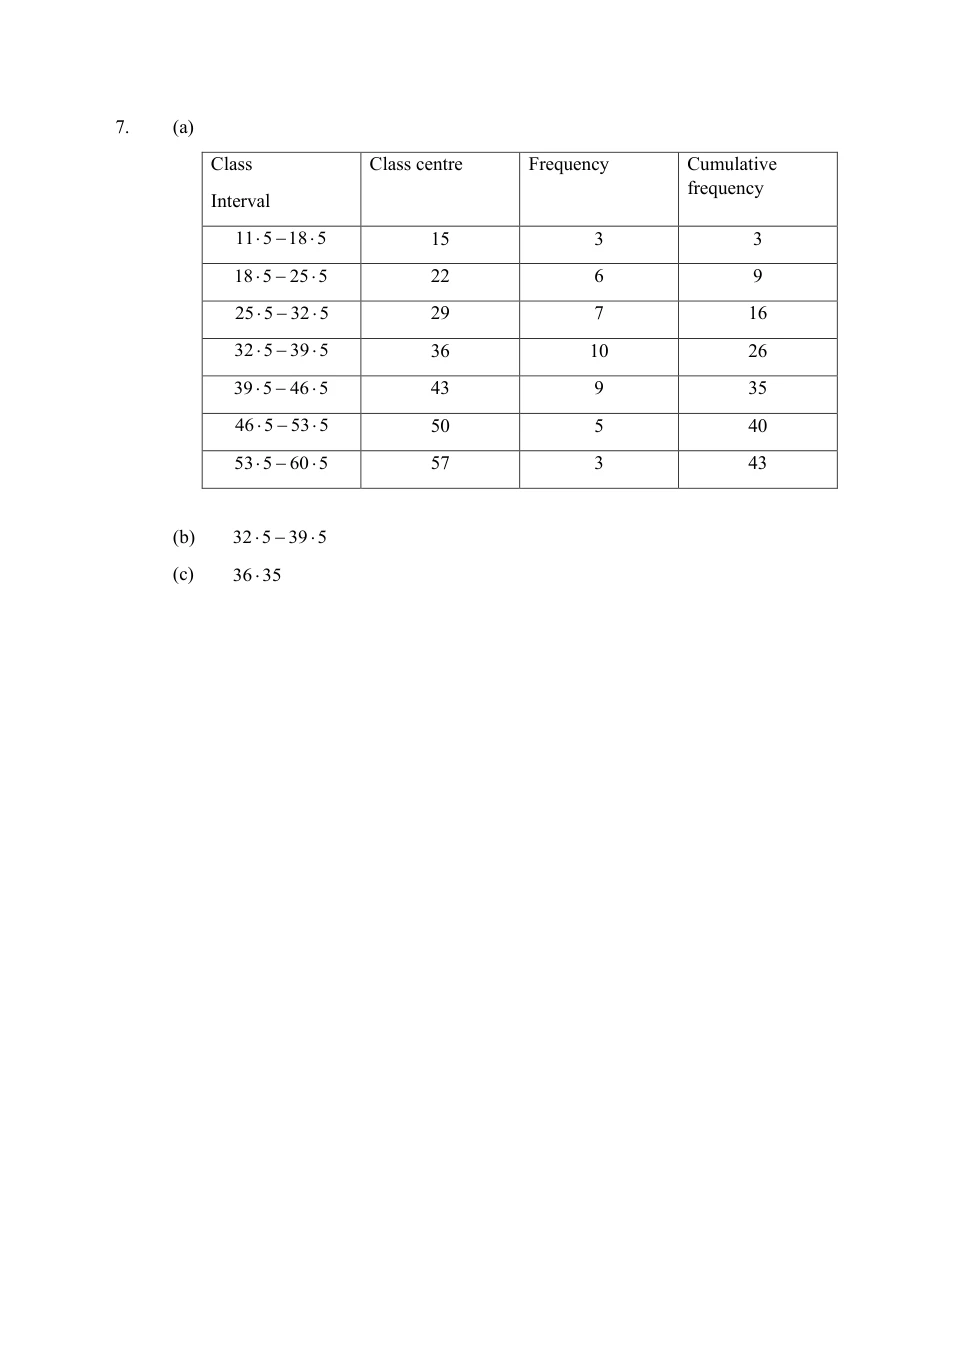 7. (a)
Class Interval Class centre Frequency Cumulative frequency
11·5–18·5 15 3 3
18·5–25·5 22 6 9
25·5–32·5 29 7 16
32·5–39·5 36 10 26
39·5–46·5 43 9 35
46·5–53·5 50 5 40
53·5–60·5 57 3 43
(b) 32·5–39·5
(c) 36·35